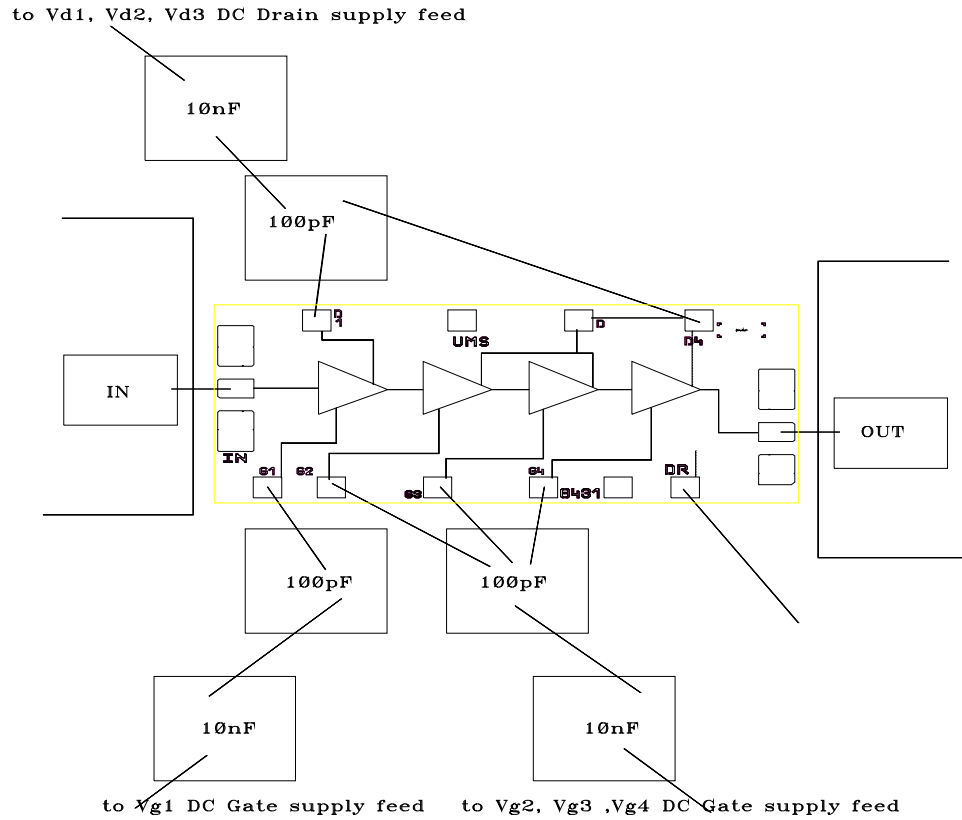 to Vd1, Vd2, Vd3 DC Drain supply feed
10nF
100pF
D
1
UMS
D
D4
IN
OUT
IN
G1
G2
G3
G4
8431
DR
100pF
100pF
10nF
10nF
to Vg1 DC Gate supply feed
to Vg2, Vg3 ,Vg4 DC Gate supply feed